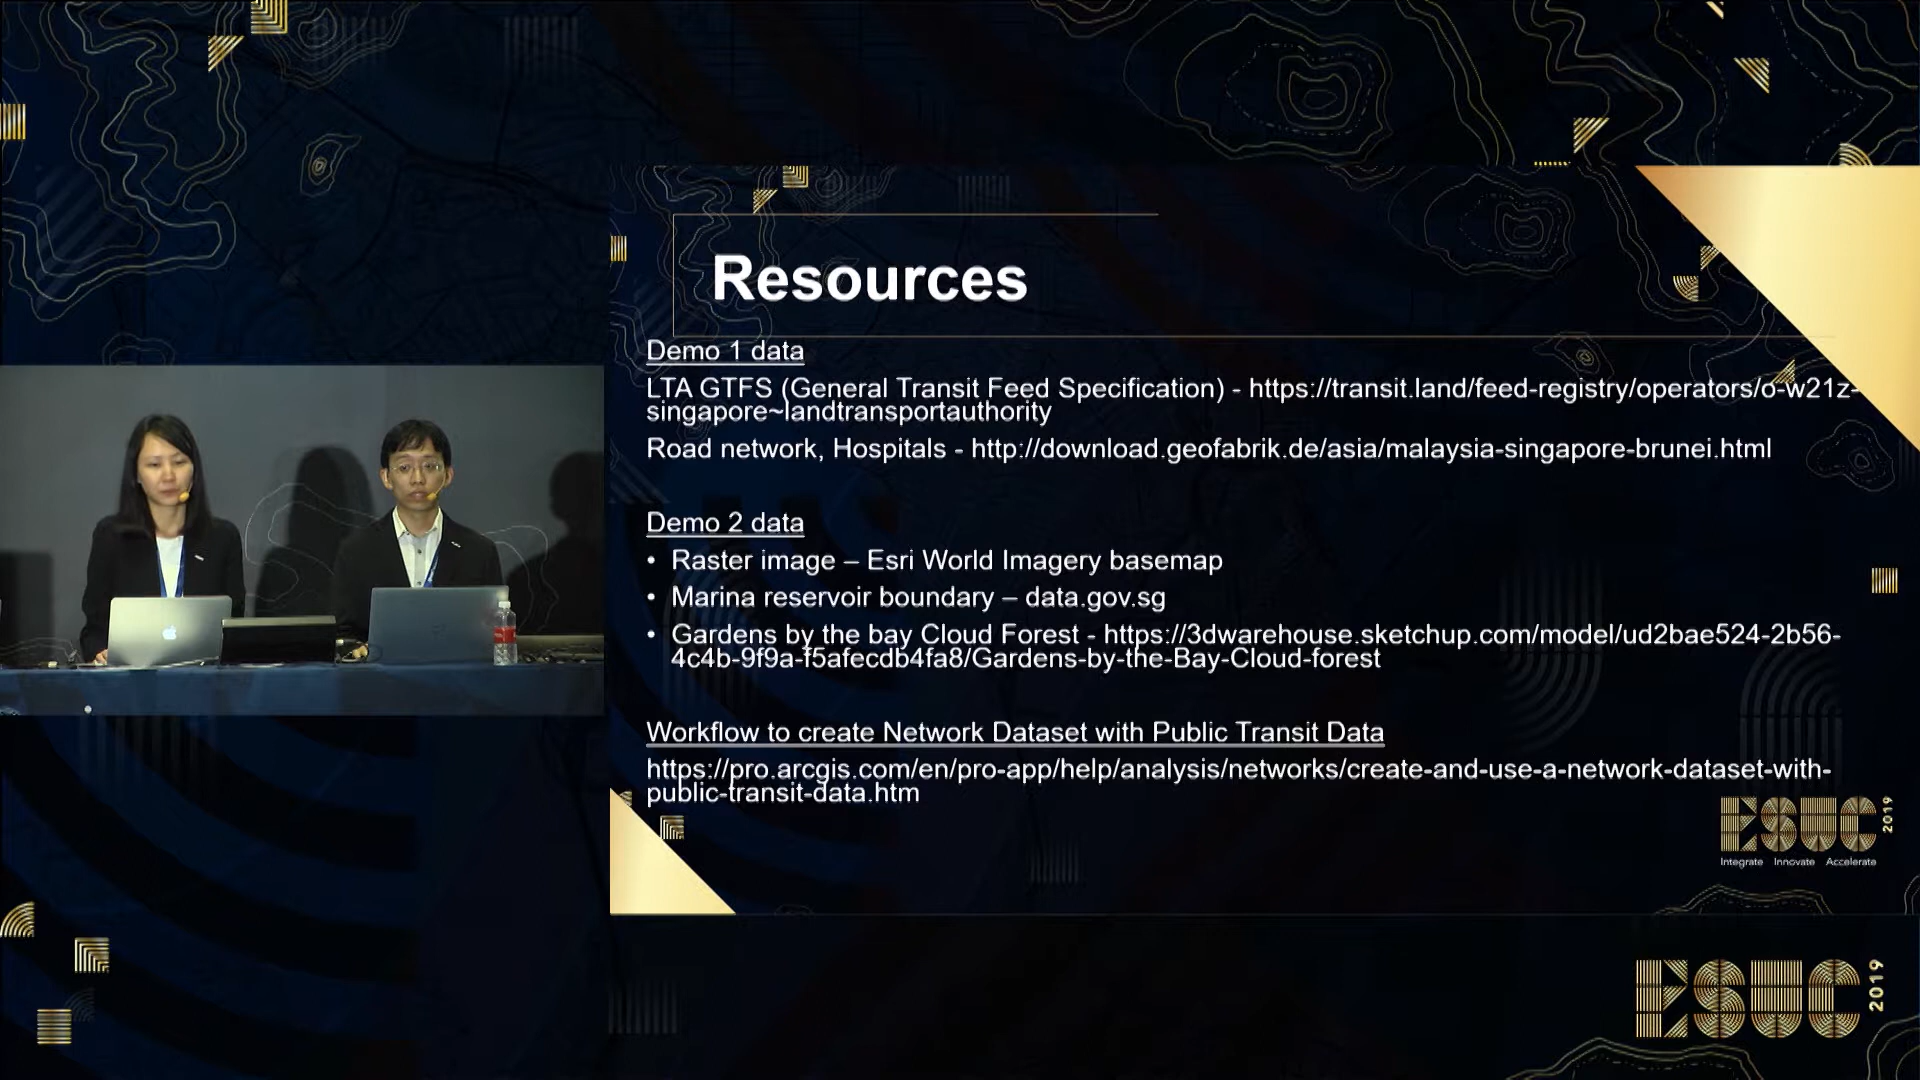 Resources
Demo 1 data
LTA GTFS (General Transit Feed Specification) - https://transit.land/feed-registry/operators/o-w21z-
singapore~landtransportauthority
Road network, Hospitals - http://download.geofabrik.de/asia/malaysia-singapore-brunei.html
Demo 2 data
• Raster image – Esri World Imagery basemap
• Marina reservoir boundary – data.gov.sg
• Gardens by the bay Cloud Forest - https://3dwarehouse.sketchup.com/model/ud2bae524-2b56-
4c4b-9f9a-f5afecdb4fa8/Gardens-by-the-Bay-Cloud-forest
Workflow to create Network Dataset with Public Transit Data
https://pro.arcgis.com/en/pro-app/help/analysis/networks/create-and-use-a-network-dataset-with-
public-transit-data.htm
ESUC 2019
Integrate Innovate Accelerate
ESUC 2019